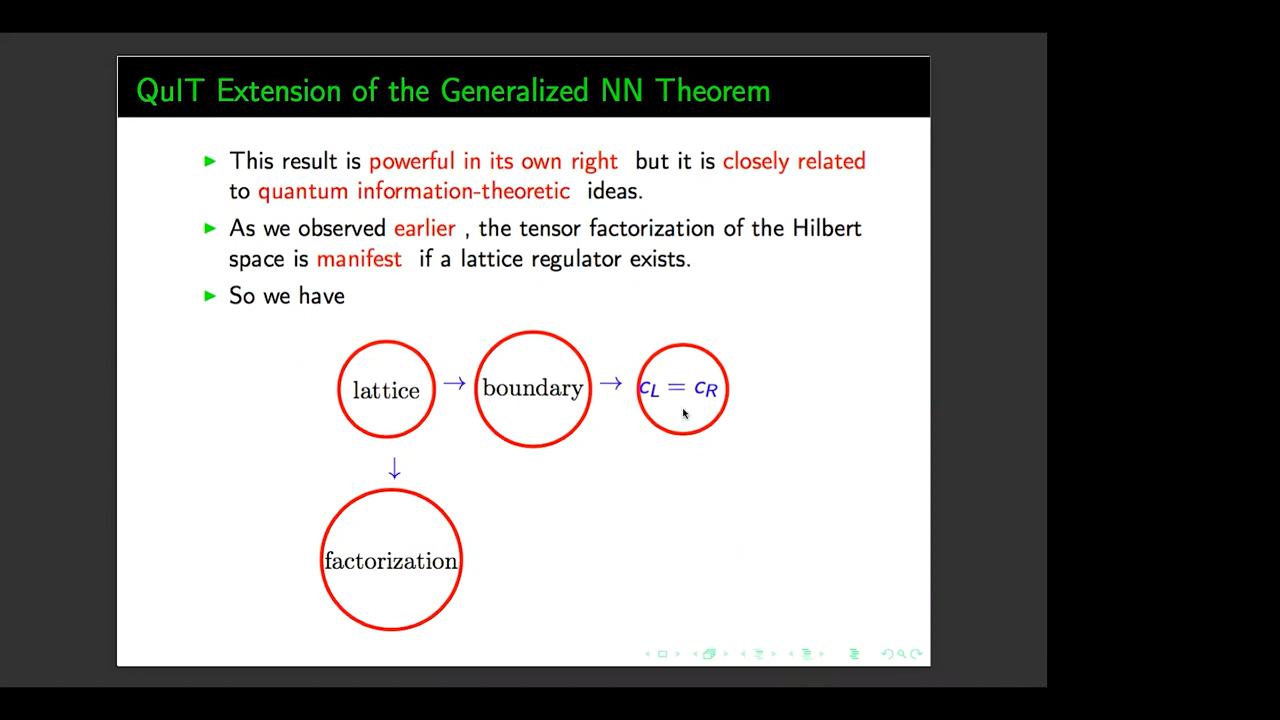 QuIT Extension of the Generalized NN Theorem
▶ This result is powerful in its own right but it is closely related
to quantum information-theoretic ideas.
▶ As we observed earlier , the tensor factorization of the Hilbert
space is manifest if a lattice regulator exists.
▶ So we have
lattice → boundary → c_L = c_R
↓
factorization